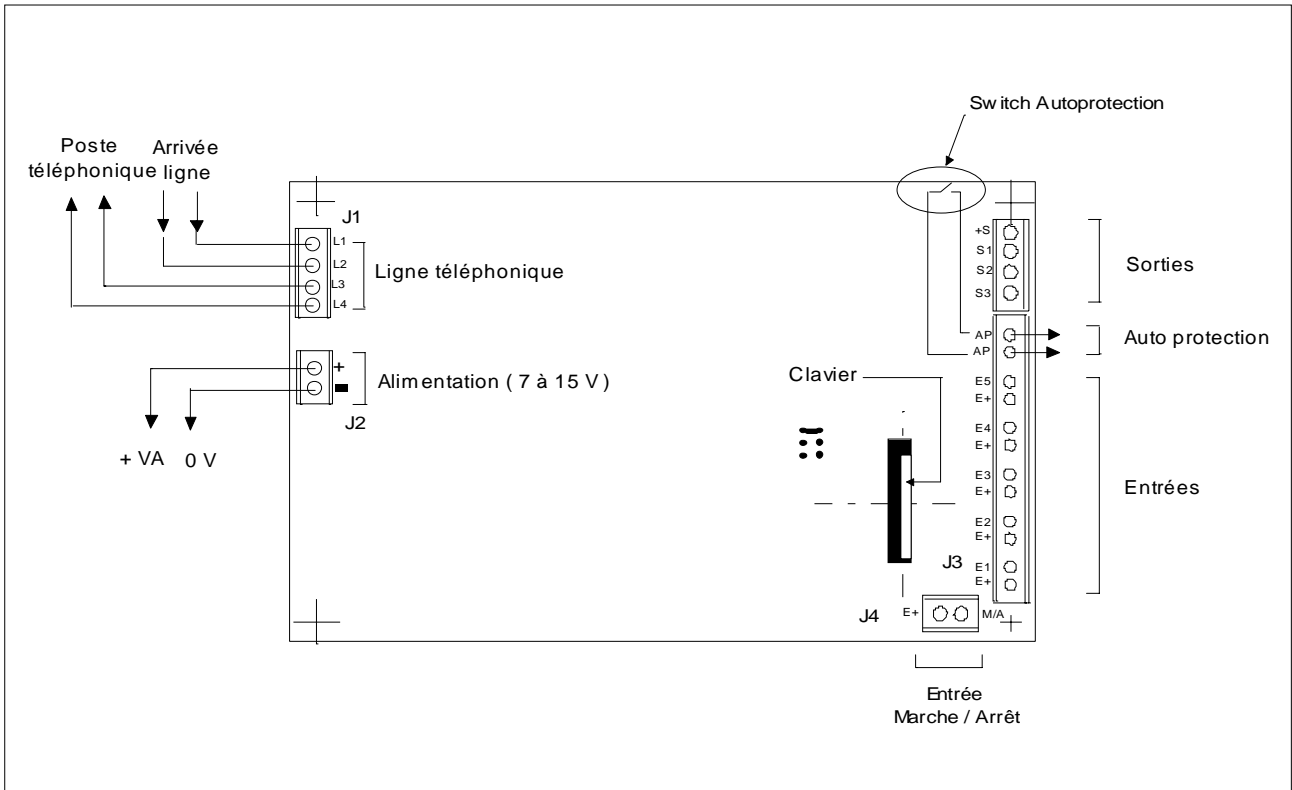 Switch Autoprotection
Poste
téléphonique
Arrivée
ligne
J1
L1
L2
L3
L4
Ligne téléphonique
+
Alimentation ( 7 à 15 V )
J2
+ VA
0 V
+S
S1
S2
S3
Sorties
AP
AP
Auto protection
Clavier
E5
E+
E4
E+
E3
E+
E2
E+
E1
E+
Entrées
J3
J4
E+
M/A
Entrée
Marche / Arrêt